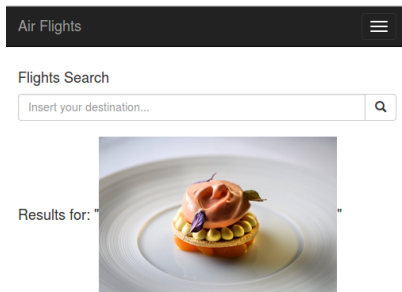 Air Flights
Flights Search
Insert your destination...
Results for: ""